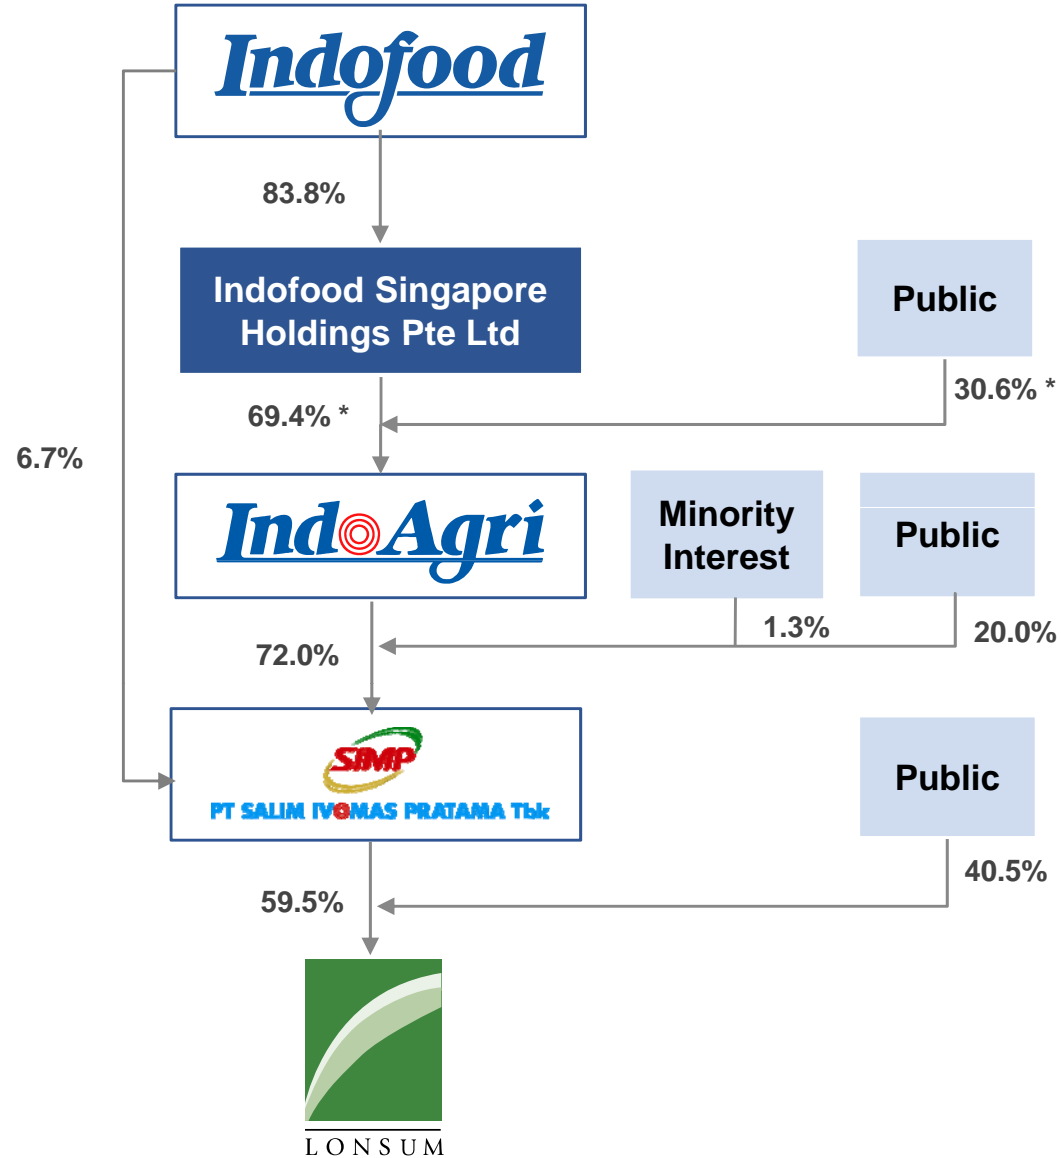 Indofood
83.8%
Indofood Singapore
Holdings Pte Ltd
Public
69.4% *
30.6% *
6.7%
IndoAgri
Minority
Interest
Public
1.3%
20.0%
72.0%
SIMP
PT SALIM IVOMAS PRATAMA Tbk
Public
40.5%
59.5%
LONSUM